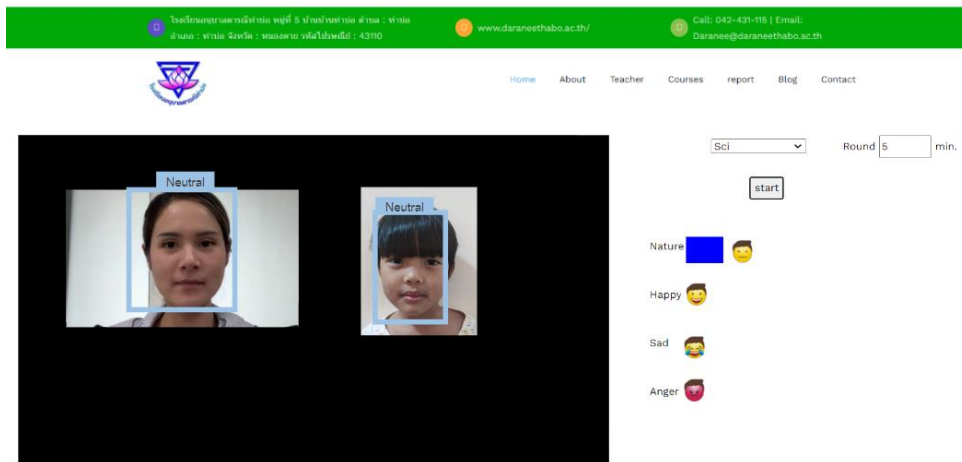 โรงเรียนอนุบาลดารณีท่าบ่อ หมู่ที่ 5 บ้านท่าบ่อ ตำบล : ท่าบ่อ
อำเภอ : ท่าบ่อ จังหวัด : หนองคาย รหัสไปรษณีย์ : 43110
www.daraneethabo.ac.th/
Call: 042-431-115 | Email:
Daranee@daraneethabo.ac.th
Home About Teacher Courses report Blog Contact
Sci Round 5 min.
start
Neutral
Neutral
Nature
Happy
Sad
Anger